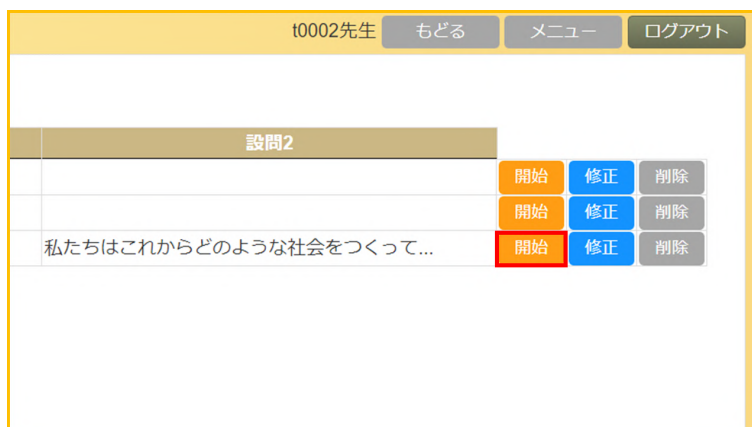 t0002先生 もどる メニュー ログアウト
設問2
開始 修正 削除
開始 修正 削除
私たちはこれからどのような社会をつくって... 開始 修正 削除